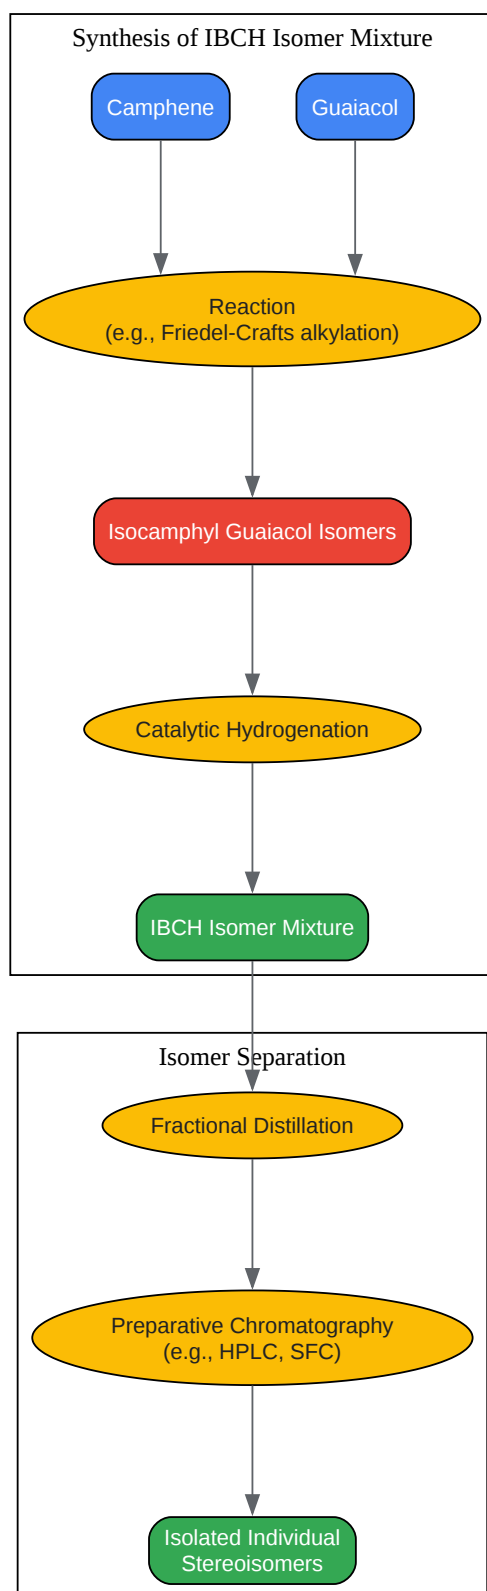 Synthesis of IBCH Isomer Mixture
Camphene
Guaiacol
Reaction
(e.g., Friedel-Crafts alkylation)
Isocamphyl Guaiacol Isomers
Catalytic Hydrogenation
IBCH Isomer Mixture
Isomer Separation
Fractional Distillation
Preparative Chromatography
(e.g., HPLC, SFC)
Isolated Individual
Stereoisomers